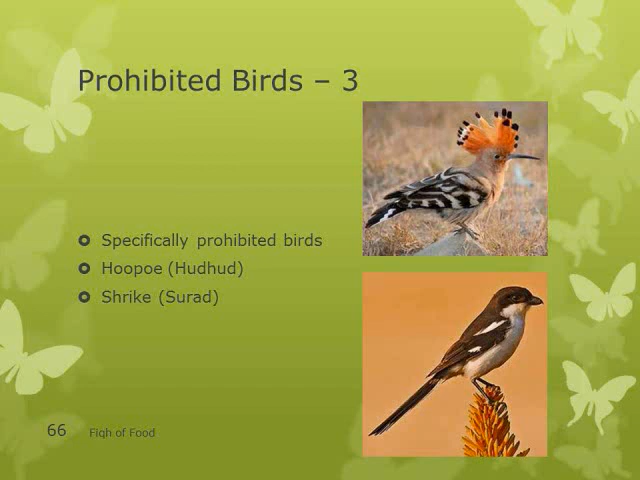 Prohibited Birds – 3
Specifically prohibited birds
Hoopoe (Hudhud)
Shrike (Surad)
66
Fiqh of Food